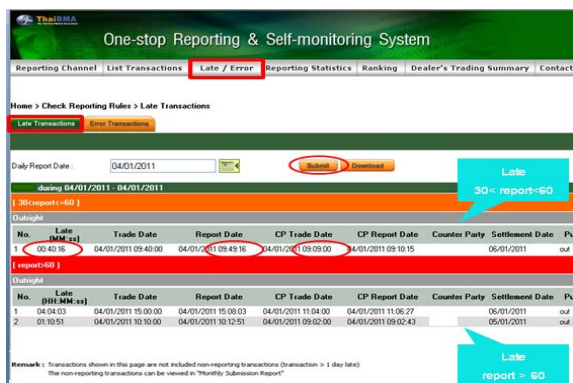 ThaiBMA
One-stop Reporting & Self-monitoring System
Reporting Channel List Transactions Late / Error Reporting Statistics Ranking Dealer's Trading Summary Contact
Home > Check Reporting Rules > Late Transactions
Late Transactions Error Transactions
Daily Report Date : 04/01/2011 Submit Download
during 04/01/2011 - 04/01/2011
Late
30< report<=60
[ 30<report<=60 ]
Outright
No. Late (MM:ss) Trade Date Report Date CP Trade Date CP Report Date Counter Party Settlement Date Pu
1 00:40:16 04/01/2011 09:40:00 04/01/2011 09:49:16 04/01/2011 09:09:00 04/01/2011 09:10:15 06/01/2011 out
[ report>60 ]
Outright
No. Late (HH:MM:ss) Trade Date Report Date CP Trade Date CP Report Date Counter Party Settlement Date Pu
1 04:04:03 04/01/2011 15:00:00 04/01/2011 15:08:03 04/01/2011 11:04:00 04/01/2011 11:06:27 06/01/2011 out
2 01:10:51 04/01/2011 10:10:00 04/01/2011 10:12:51 04/01/2011 09:02:00 04/01/2011 09:02:43 05/01/2011 out
Late
report > 60
Remark : Transactions shown in this page are not included non-reporting transactions (transaction > 1 day late)
The non-reporting transactions can be viewed in "Monthly Submission Report"